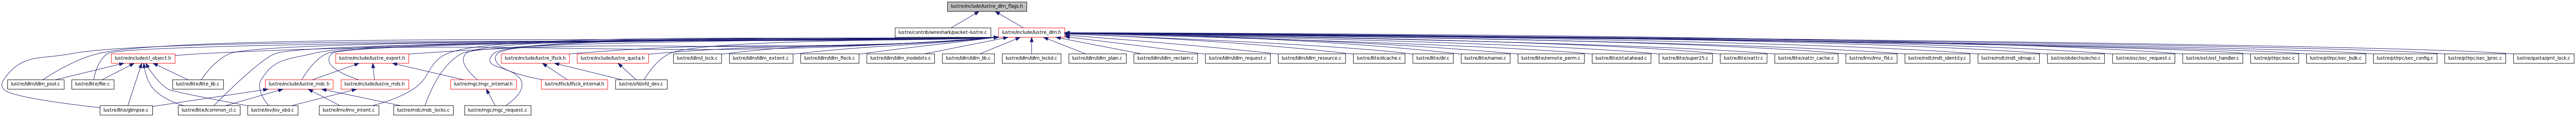 lustre/include/lustre_dlm_flags.h
lustre/contrib/wireshark/packet-lustre.c
lustre/include/lustre_dlm.h
lustre/include/cl_object.h
lustre/include/lustre_export.h
lustre/include/lustre_lfsck.h
lustre/include/lustre_quota.h
lustre/ldlm/l_lock.c
lustre/ldlm/ldlm_extent.c
lustre/ldlm/ldlm_flock.c
lustre/ldlm/ldlm_inodebits.c
lustre/ldlm/ldlm_lib.c
lustre/ldlm/ldlm_lockd.c
lustre/ldlm/ldlm_plain.c
lustre/ldlm/ldlm_reclaim.c
lustre/ldlm/ldlm_request.c
lustre/ldlm/ldlm_resource.c
lustre/llite/dcache.c
lustre/llite/dir.c
lustre/llite/namei.c
lustre/llite/remote_perm.c
lustre/llite/statahead.c
lustre/llite/super25.c
lustre/llite/xattr.c
lustre/llite/xattr_cache.c
lustre/lmv/lmv_fld.c
lustre/mdt/mdt_identity.c
lustre/mdt/mdt_idmap.c
lustre/obdecho/echo.c
lustre/osc/osc_request.c
lustre/ost/ost_handler.c
lustre/ptlrpc/sec.c
lustre/ptlrpc/sec_bulk.c
lustre/ptlrpc/sec_config.c
lustre/ptlrpc/sec_lproc.c
lustre/quota/qmt_lock.c
lustre/ldlm/ldlm_pool.c
lustre/llite/file.c
lustre/llite/llite_lib.c
lustre/include/lustre_mdc.h
lustre/include/lustre_mds.h
lustre/mgc/mgc_internal.h
lustre/lfsck/lfsck_internal.h
lustre/ofd/ofd_dev.c
lustre/llite/glimpse.c
lustre/llite/lcommon_cl.c
lustre/lov/lov_obd.c
lustre/lmv/lmv_intent.c
lustre/mdc/mdc_locks.c
lustre/mgc/mgc_request.c